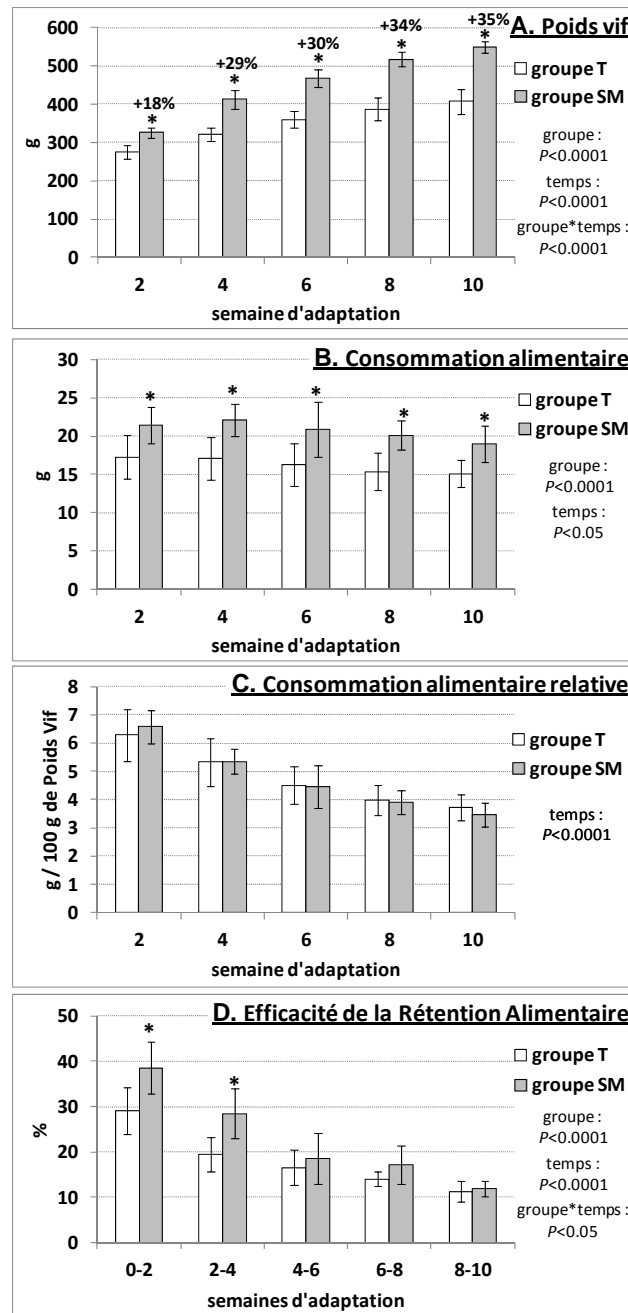 A. Poids vif
600
500
400
300
200
100
0
g
+18%
+29%
+30%
+34%
+35%
*
*
*
*
*
groupe T
groupe SM
groupe :
P<0.0001
temps :
P<0.0001
groupe*temps :
P<0.0001
2 4 6 8 10
semaine d'adaptation
B. Consommation alimentaire
30
25
20
15
10
5
0
g
* * * * *
groupe T
groupe SM
groupe :
P<0.0001
temps :
P<0.05
2 4 6 8 10
semaine d'adaptation
C. Consommation alimentaire relative
8
7
6
5
4
3
2
1
0
g / 100 g de Poids Vif
groupe T
groupe SM
temps :
P<0.0001
2 4 6 8 10
semaine d'adaptation
D. Efficacité de la Rétention Alimentaire
50
40
30
20
10
0
%
* *
groupe T
groupe SM
groupe :
P<0.0001
temps :
P<0.0001
groupe*temps :
P<0.05
0-2 2-4 4-6 6-8 8-10
semaines d'adaptation